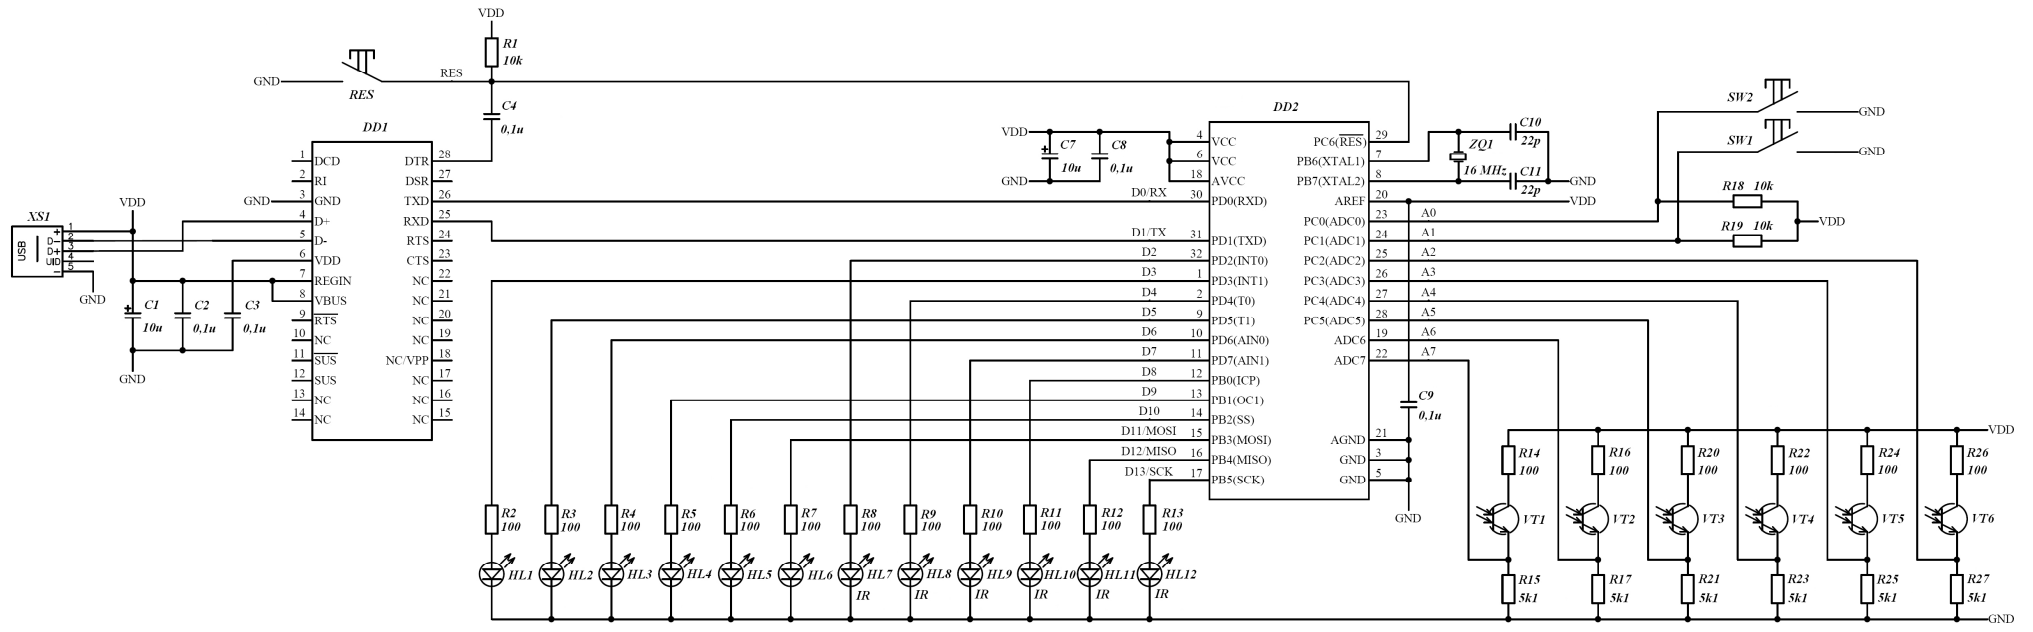 VDD
R1
10k
GND
RES
RES
C4
0,1u
DD1
1 DCD DTR 28
2 RI DSR 27
3 GND TXD 26
4 D+ RXD 25
5 D- RTS 24
6 VDD CTS 23
7 REGIN NC 22
8 VBUS NC 21
9 RTS NC 20
10 NC NC 19
11 SUS NC/VPP 18
12 SUS NC 17
13 NC NC 16
14 NC NC 15
GND
XS1
USB
+ 1
D- 2
D+ 3
UID 4
- 5
GND
VDD
C1
10u
C2
0,1u
C3
0,1u
GND
VDD
C7
10u
C8
0,1u
GND
DD2
4 VCC PC6(RES) 29
6 VCC PB6(XTAL1) 7
18 AVCC PB7(XTAL2) 8
D0/RX 30 PD0(RXD) AREF 20 VDD
PC0(ADC0) 23 A0
D1/TX 31 PD1(TXD) PC1(ADC1) 24 A1
D2 32 PD2(INT0) PC2(ADC2) 25 A2
D3 1 PD3(INT1) PC3(ADC3) 26 A3
D4 2 PD4(T0) PC4(ADC4) 27 A4
D5 9 PD5(T1) PC5(ADC5) 28 A5
D6 10 PD6(AIN0) ADC6 19 A6
D7 11 PD7(AIN1) ADC7 22 A7
D8 12 PB0(ICP)
D9 13 PB1(OC1)
D10 14 PB2(SS)
D11/MOSI 15 PB3(MOSI) AGND 21
D12/MISO 16 PB4(MISO) GND 3
D13/SCK 17 PB5(SCK) GND 5
C9
0,1u
GND
ZQ1
16 MHz
C10
22p
C11
22p
GND
SW2
GND
SW1
GND
R18 10k
R19 10k
VDD
R2
100
R3
100
R4
100
R5
100
R6
100
R7
100
R8
100
R9
100
R10
100
R11
100
R12
100
R13
100
HL1
HL2
HL3
HL4
HL5
HL6
HL7
IR
HL8
IR
HL9
IR
HL10
IR
HL11
IR
HL12
IR
VDD
R14
100
R16
100
R20
100
R22
100
R24
100
R26
100
VT1
VT2
VT3
VT4
VT5
VT6
R15
5k1
R17
5k1
R21
5k1
R23
5k1
R25
5k1
R27
5k1
GND